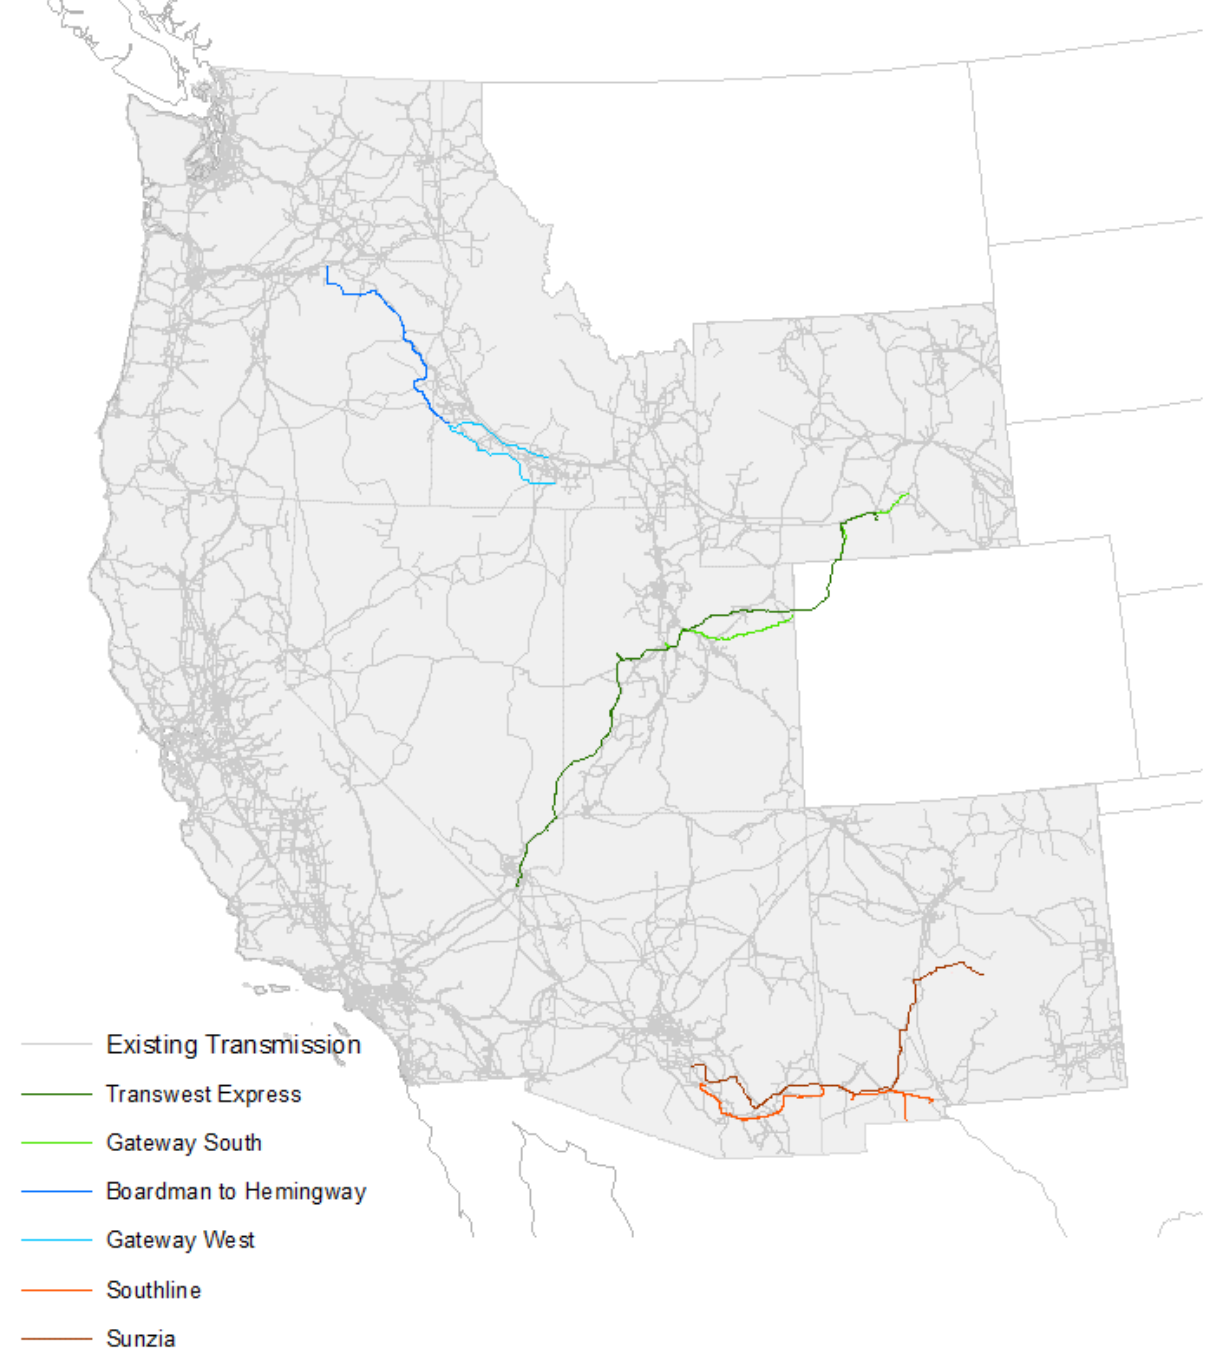 Existing Transmission
Transwest Express
Gateway South
Boardman to Hemingway
Gateway West
Southline
Sunzia